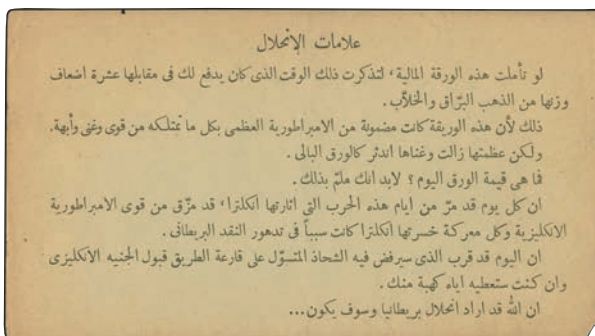 علامات الإنحلال
لو تأملت هذه الورقة المالية، لتذكرت ذلك الوقت الذى كان يدفع لك فى مقابلها عشرة اضعاف
وزنها من الذهب البرّاق والخلاّب .
ذلك لأن هذه الوريقة كانت مضمونة من الامبراطورية العظمى بكل ما تمتلكه من قوى وغنى وأبهة.
ولكن عظمتها زالت وغناها اندثر كالورق البالى .
فما هى قيمة الورق اليوم ؟ لابد انك ملمّ بذلك .
ان كل يوم قد مرّ من ايام هذه الحرب التى اثارتها انكلترا، قد مزّق من قوى الامبراطورية
الانكليزية وكل معركة خسرتها انكلترا كانت سبباً فى تدهور النقد البريطانى .
ان اليوم قد قرب الذى سيرفض فيه الشحاذ المتسوّل على قارعة الطريق قبول الجنيه الانكليزى
وان كنت ستعطيه اياه كهبة منك .
ان الله قد اراد انحلال بريطانيا وسوف يكون...